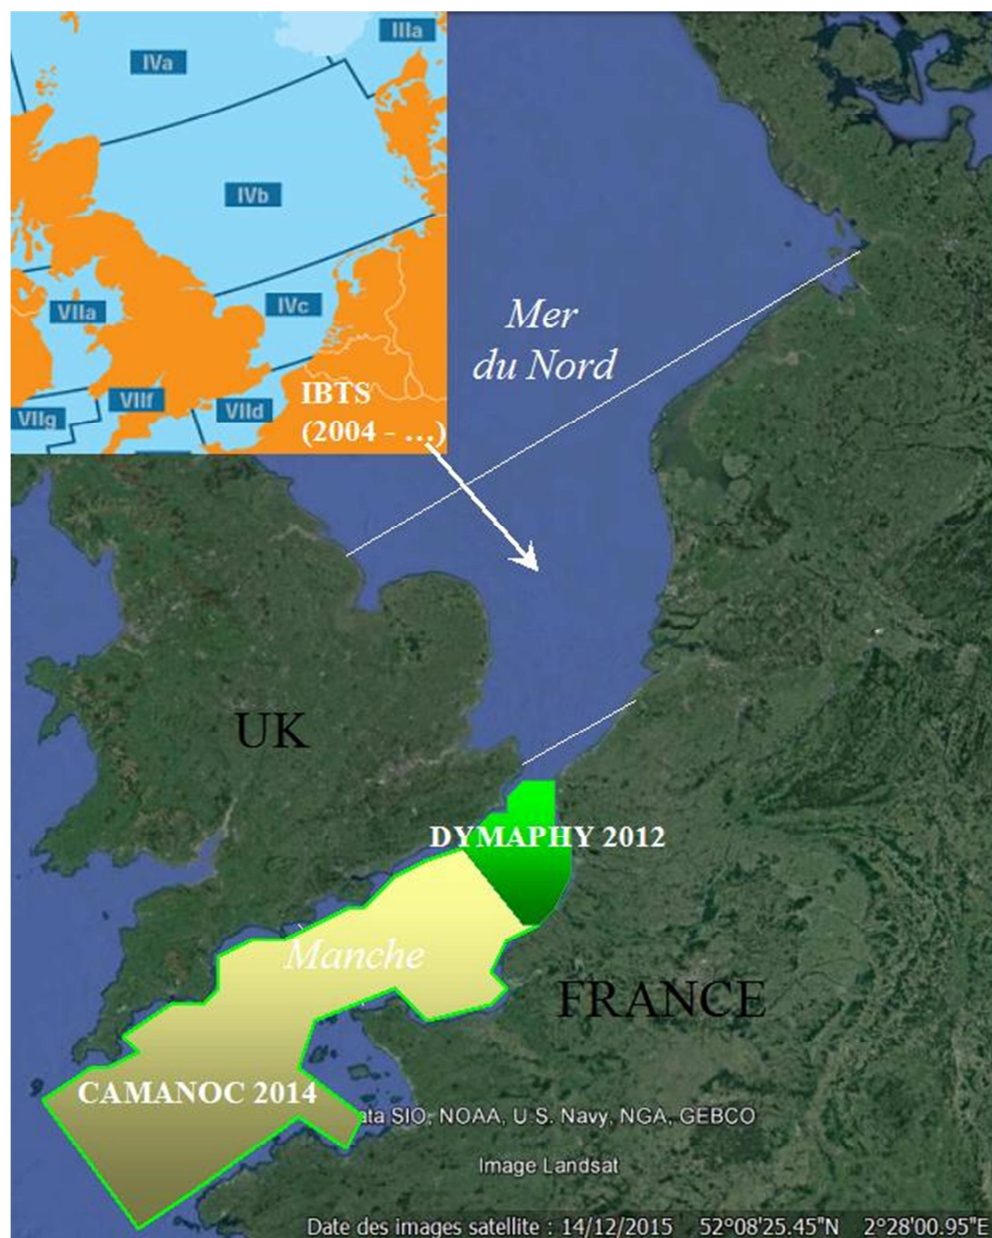 IIIa
IVa
IVb
IVc
VIIa
VIIf
VIId
VIIg
IBTS
(2004 - ...)
Mer
du Nord
UK
DYMAPHY 2012
Manche
FRANCE
CAMANOC 2014
ata SIO, NOAA, U.S. Navy, NGA, GEBCO
Image Landsat
Date des images satellite : 14/12/2015 52°08'25.45"N 2°28'00.95"E